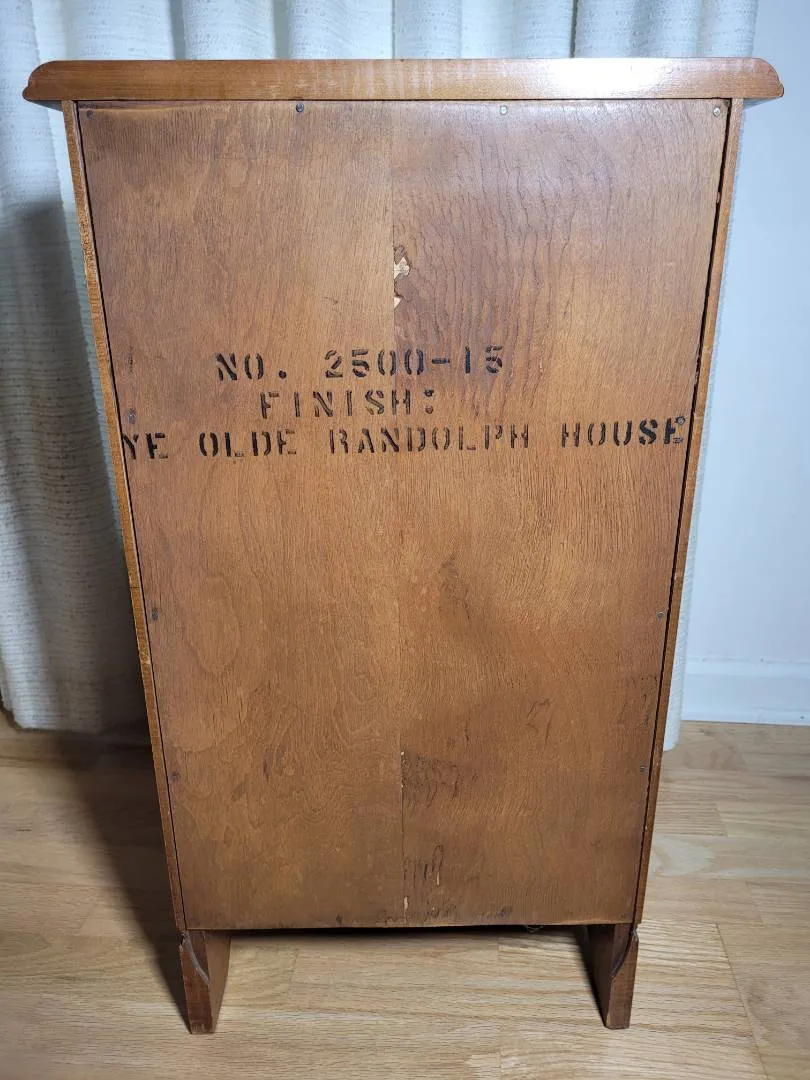 NO. 2500-15
FINISH:
YE OLDE RANDOLPH HOUSE